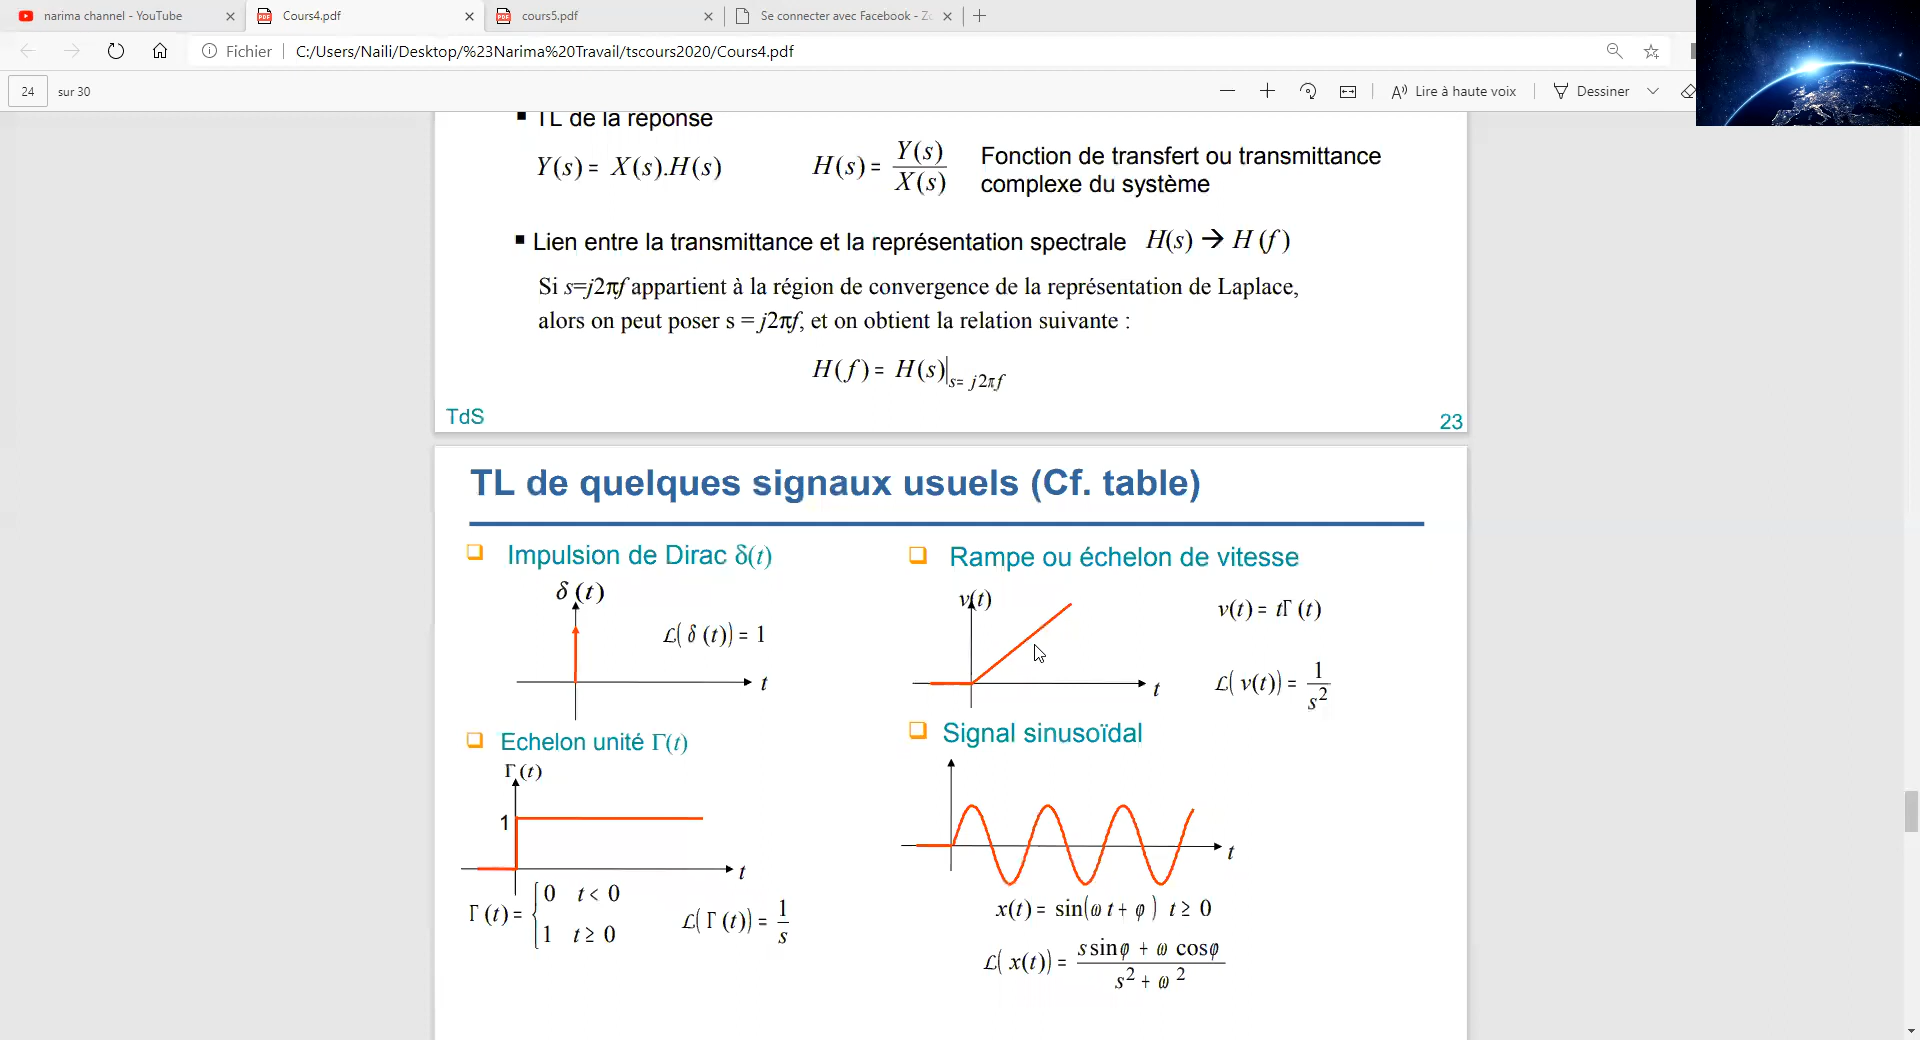 narima channel - YouTube
Cours4.pdf
cours5.pdf
Se connecter avec Facebook - Zo
Fichier
C:/Users/Naili/Desktop/%23Narima%20Travail/tscours2020/Cours4.pdf
24 sur 30
Lire à haute voix
Dessiner
▪ TL de la réponse
Y(s) = X(s).H(s)
H(s) = Y(s) / X(s)
Fonction de transfert ou transmittance
complexe du système
▪ Lien entre la transmittance et la représentation spectrale H(s) → H(f)
Si s=j2πf appartient à la région de convergence de la représentation de Laplace,
alors on peut poser s = j2πf, et on obtient la relation suivante :
H(f) = H(s)|s= j2πf
TdS
23
TL de quelques signaux usuels (Cf. table)
❑ Impulsion de Dirac δ(t)
δ(t)
ℒ(δ(t)) = 1
t
❑ Echelon unité Γ(t)
Γ(t)
1
t
Γ(t) = { 0 t < 0
1 t ≥ 0
ℒ(Γ(t)) = 1 / s
❑ Rampe ou échelon de vitesse
v(t)
v(t) = tΓ(t)
t
ℒ(v(t)) = 1 / s²
❑ Signal sinusoïdal
t
x(t) = sin(ω t + φ) t ≥ 0
ℒ(x(t)) = s sinφ + ω cosφ / s² + ω²